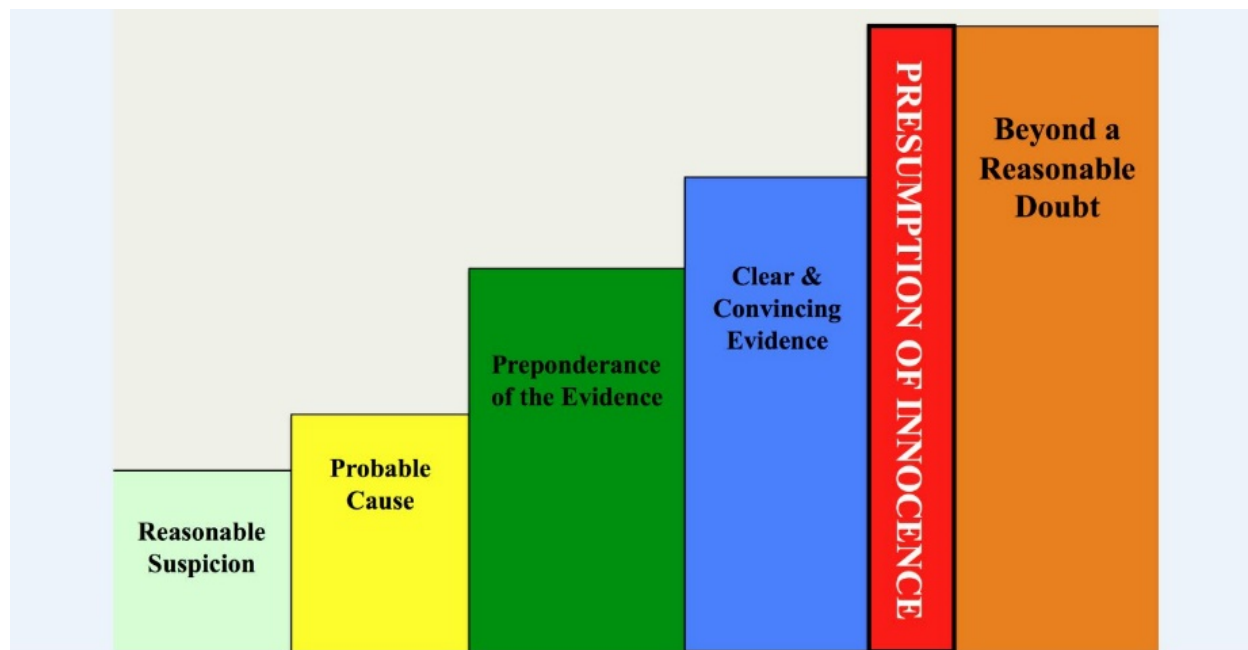 Reasonable
Suspicion
Probable
Cause
Preponderance
of the Evidence
Clear &
Convincing
Evidence
PRESUMPTION OF INNOCENCE
Beyond a
Reasonable
Doubt